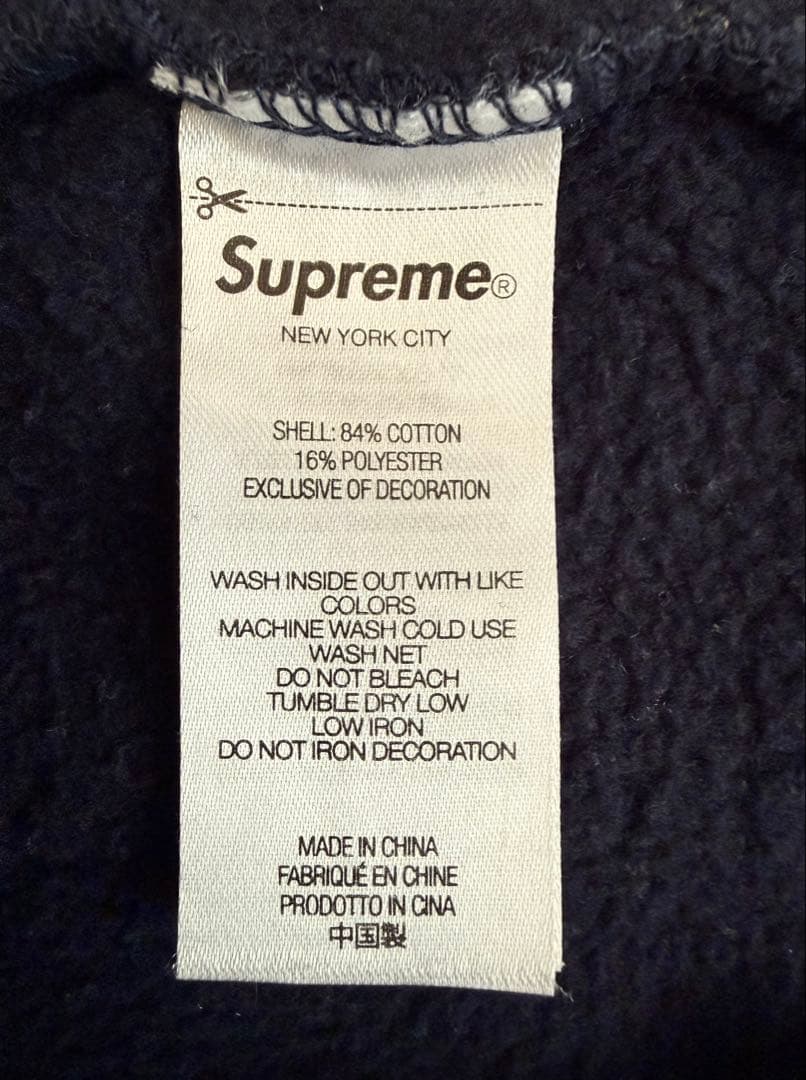 Supreme®
NEW YORK CITY
SHELL: 84% COTTON
16% POLYESTER
EXCLUSIVE OF DECORATION
WASH INSIDE OUT WITH LIKE
COLORS
MACHINE WASH COLD USE
WASH NET
DO NOT BLEACH
TUMBLE DRY LOW
LOW IRON
DO NOT IRON DECORATION
MADE IN CHINA
FABRIQUÉ EN CHINE
PRODOTTO IN CINA
中国製